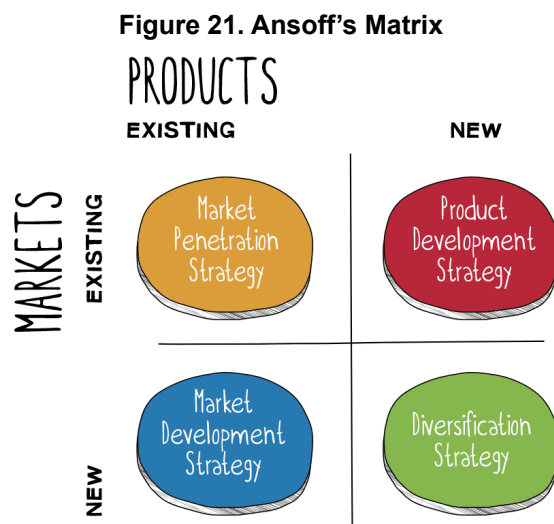 Figure 21. Ansoff's Matrix
PRODUCTS
EXISTING NEW
MARKETS
EXISTING
Market
Penetration
Strategy
Product
Development
Strategy
NEW
Market
Development
Strategy
Diversification
Strategy